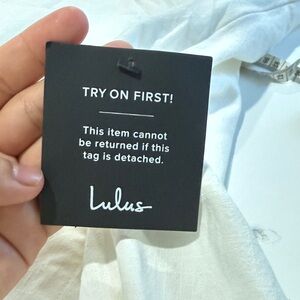 TRY ON FIRST!
This item cannot
be returned if this
tag is detached.
Lulus